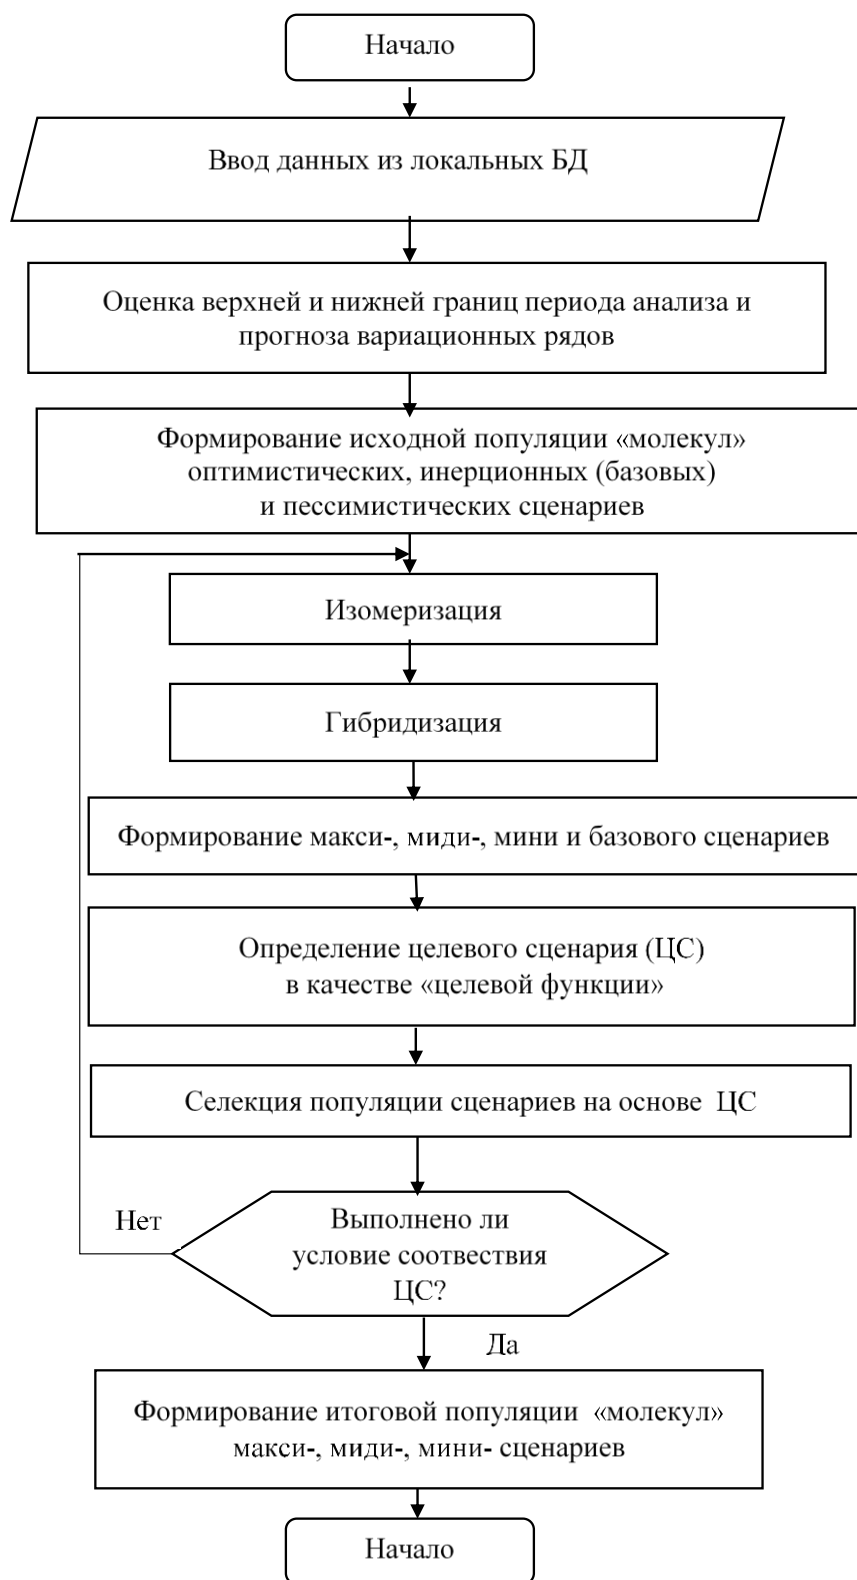 Начало
Ввод данных из локальных БД
Оценка верхней и нижней границ периода анализа и
прогноза вариационных рядов
Формирование исходной популяции «молекул»
оптимистических, инерционных (базовых)
и пессимистических сценариев
Изомеризация
Гибридизация
Формирование макси-, миди-, мини и базового сценариев
Определение целевого сценария (ЦС)
в качестве «целевой функции»
Селекция популяции сценариев на основе ЦС
Нет
Выполнено ли
условие соотвествия
ЦС?
Да
Формирование итоговой популяции «молекул»
макси-, миди-, мини- сценариев
Начало